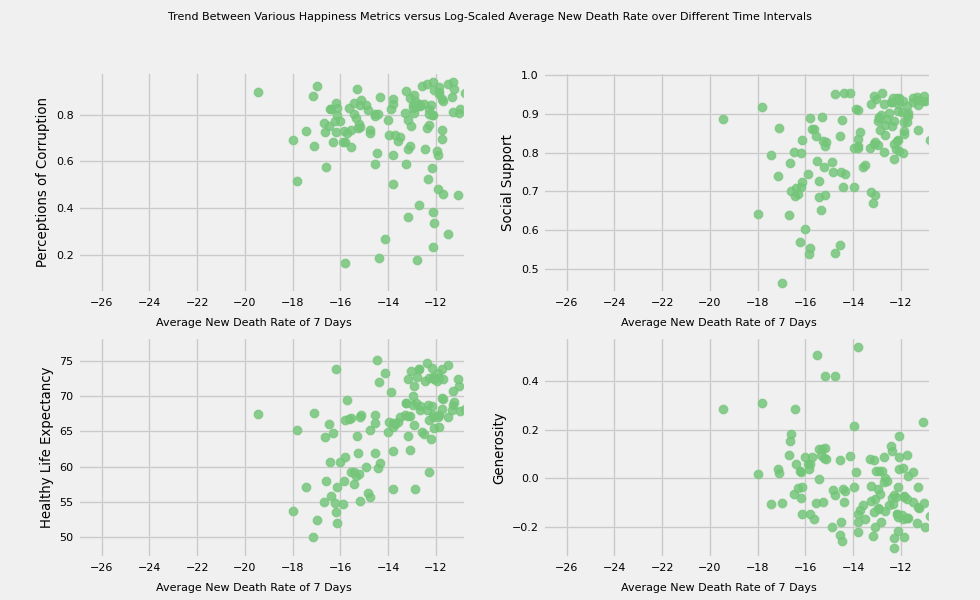 Trend Between Various Happiness Metrics versus Log-Scaled Average New Death Rate over Different Time Intervals
Perceptions of Corruption
0.8
0.6
0.4
0.2
−26 −24 −22 −20 −18 −16 −14 −12
Average New Death Rate of 7 Days
Social Support
1.0
0.9
0.8
0.7
0.6
0.5
−26 −24 −22 −20 −18 −16 −14 −12
Average New Death Rate of 7 Days
Healthy Life Expectancy
75
70
65
60
55
50
−26 −24 −22 −20 −18 −16 −14 −12
Average New Death Rate of 7 Days
Generosity
0.4
0.2
0.0
−0.2
−26 −24 −22 −20 −18 −16 −14 −12
Average New Death Rate of 7 Days